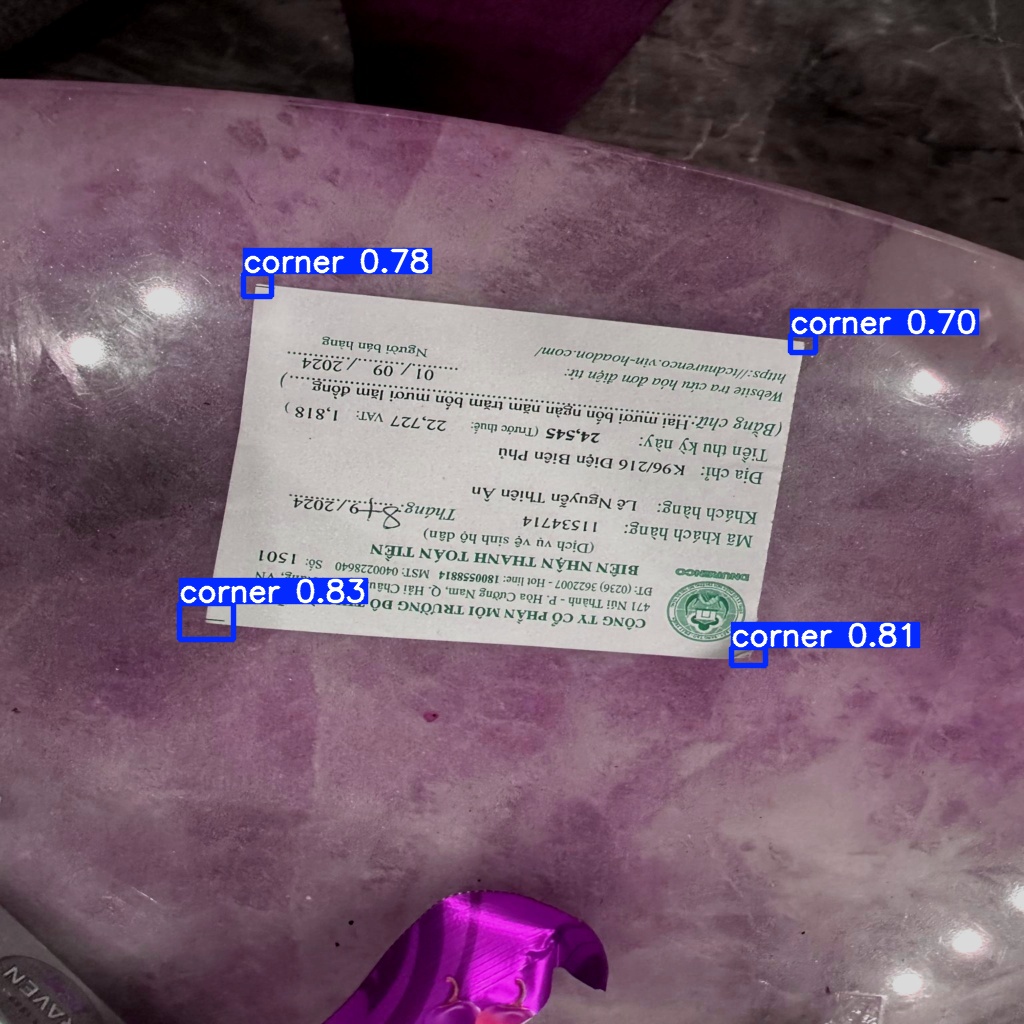 corner 0.78
corner 0.70
corner 0.83
corner 0.81
CÔNG TY CỔ PHẦN MÔI TRƯỜNG ĐÔ
471 Núi Thành - P. Hòa Cường Nam, Q. Hải Châu, VN
ĐT: (0236) 3622007 - Hot line: 1800558814 MST: 0400228640 Số: 1501
DNURENCO
BIÊN NHẬN THANH TOÁN TIỀN
(Dịch vụ vệ sinh hộ dân)
Mã Khách hàng: 11534714 Tháng: 8+9/2024
Khách hàng: Lê Nguyễn Thiên Ân
Địa chỉ: K96/216 Điện Biên Phủ
Tiền thu kỳ này: 24,545 (Trước thuế: 22,727 VAT: 1,818 )
(Bằng chữ: Hai mươi bốn ngàn năm trăm bốn mươi lăm đồng )
Website tra cứu hóa đơn điện tử: 01 / 09 / 2024
https://tcdnurenco.vin-hoadon.com/ Người bán hàng
RAVEN